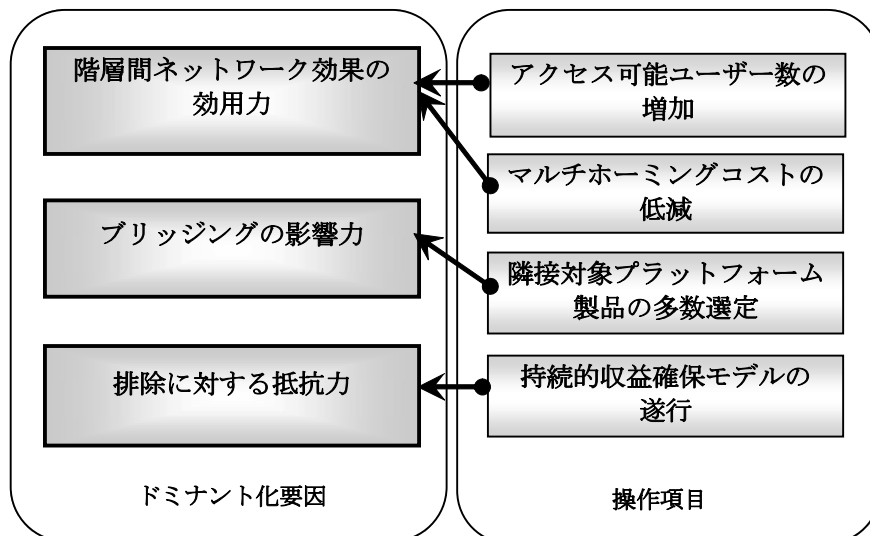 階層間ネットワーク効果の
効用力
ブリッジングの影響力
排除に対する抵抗力
ドミナント化要因
アクセス可能ユーザー数の
増加
マルチホーミングコストの
低減
隣接対象プラットフォーム
製品の多数選定
持続的収益確保モデルの
遂行
操作項目